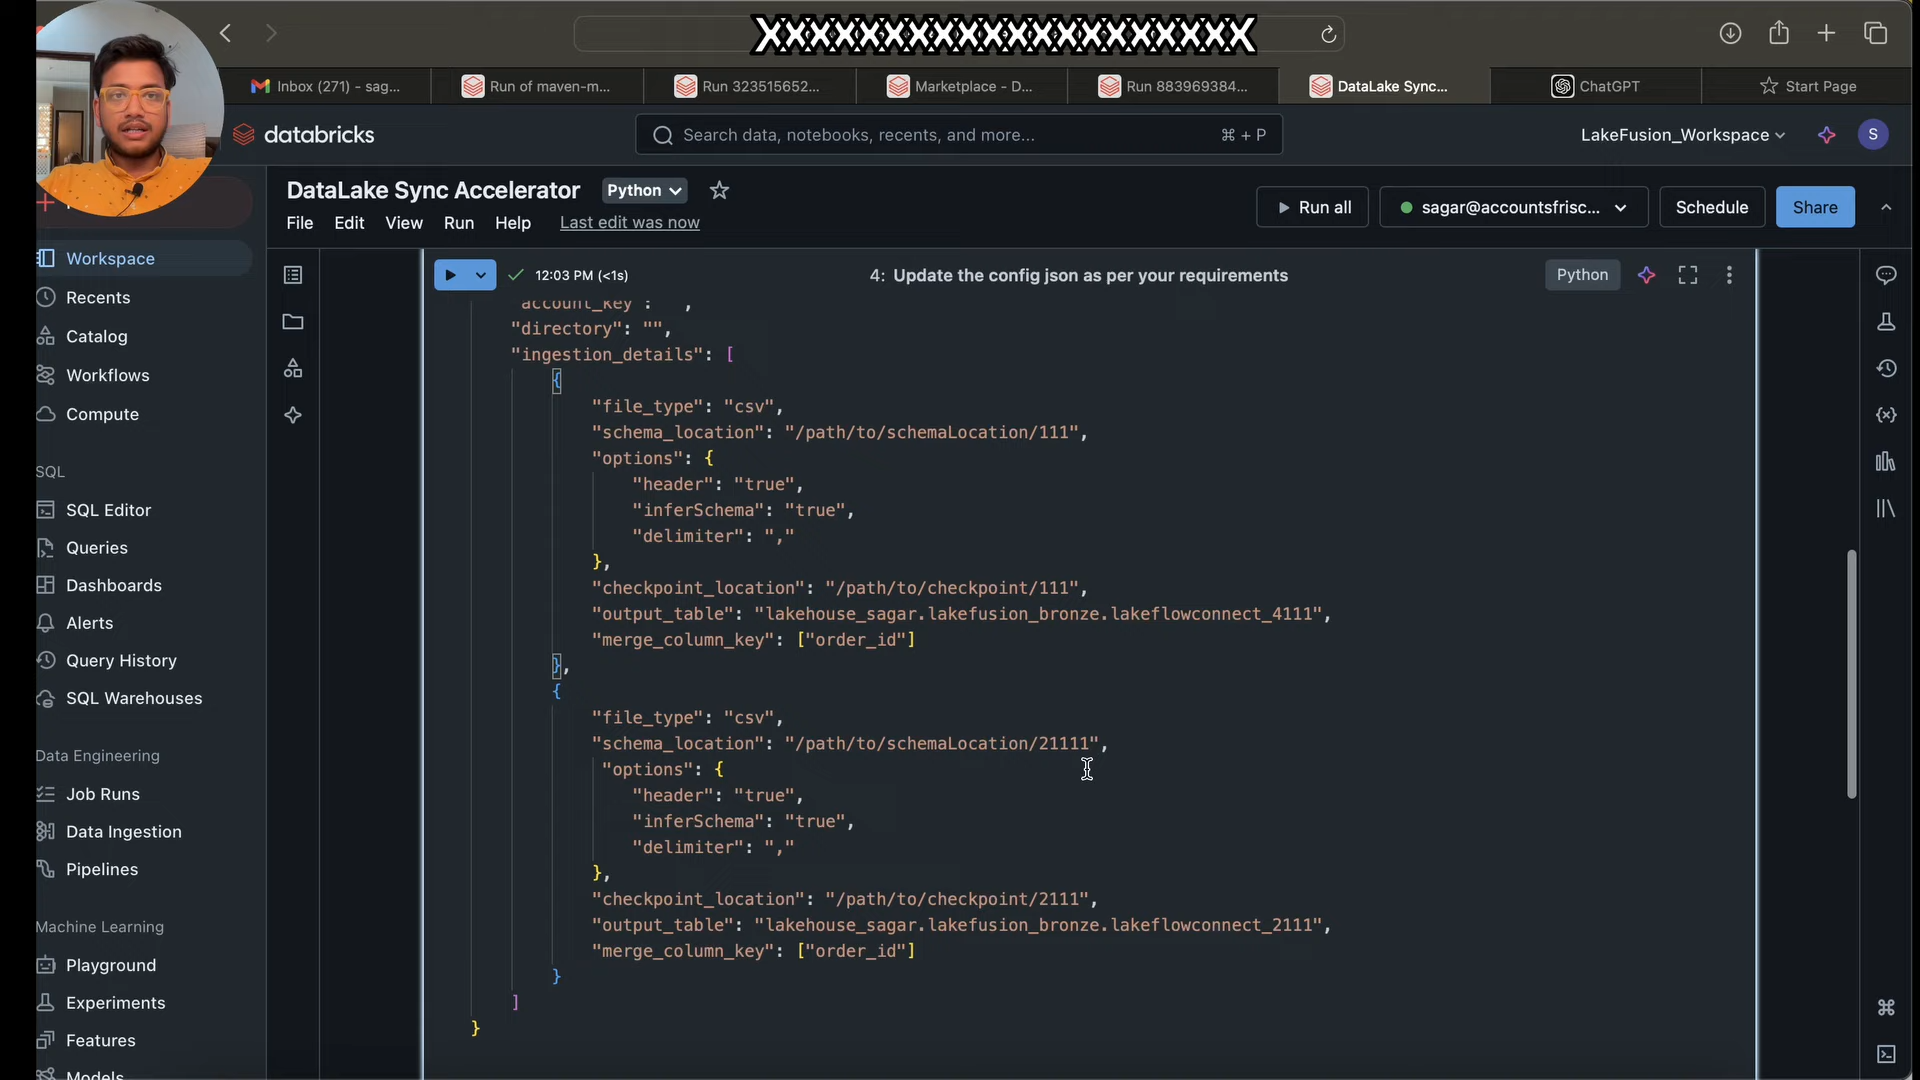 XXXXXXXXXXXXXXXXXXX
Inbox (271) - sag...
Run of maven-m...
Run 323515652...
Marketplace - D...
Run 883969384...
DataLake Sync...
ChatGPT
Start Page
databricks
Search data, notebooks, recents, and more...
⌘ + P
LakeFusion_Workspace
S
DataLake Sync Accelerator
Python
File Edit View Run Help Last edit was now
Run all
sagar@accountsfrisc...
Schedule
Share
Workspace
Recents
Catalog
Workflows
Compute
SQL
SQL Editor
Queries
Dashboards
Alerts
Query History
SQL Warehouses
Data Engineering
Job Runs
Data Ingestion
Pipelines
Machine Learning
Playground
Experiments
Features
Models
12:03 PM (<1s)
4: Update the config json as per your requirements
Python
account_key : ,
"directory": "",
"ingestion_details": [
{
"file_type": "csv",
"schema_location": "/path/to/schemaLocation/111",
"options": {
"header": "true",
"inferSchema": "true",
"delimiter": ","
},
"checkpoint_location": "/path/to/checkpoint/111",
"output_table": "lakehouse_sagar.lakefusion_bronze.lakeflowconnect_4111",
"merge_column_key": ["order_id"]
},
{
"file_type": "csv",
"schema_location": "/path/to/schemaLocation/21111",
"options": {
"header": "true",
"inferSchema": "true",
"delimiter": ","
},
"checkpoint_location": "/path/to/checkpoint/2111",
"output_table": "lakehouse_sagar.lakefusion_bronze.lakeflowconnect_2111",
"merge_column_key": ["order_id"]
}
]
}